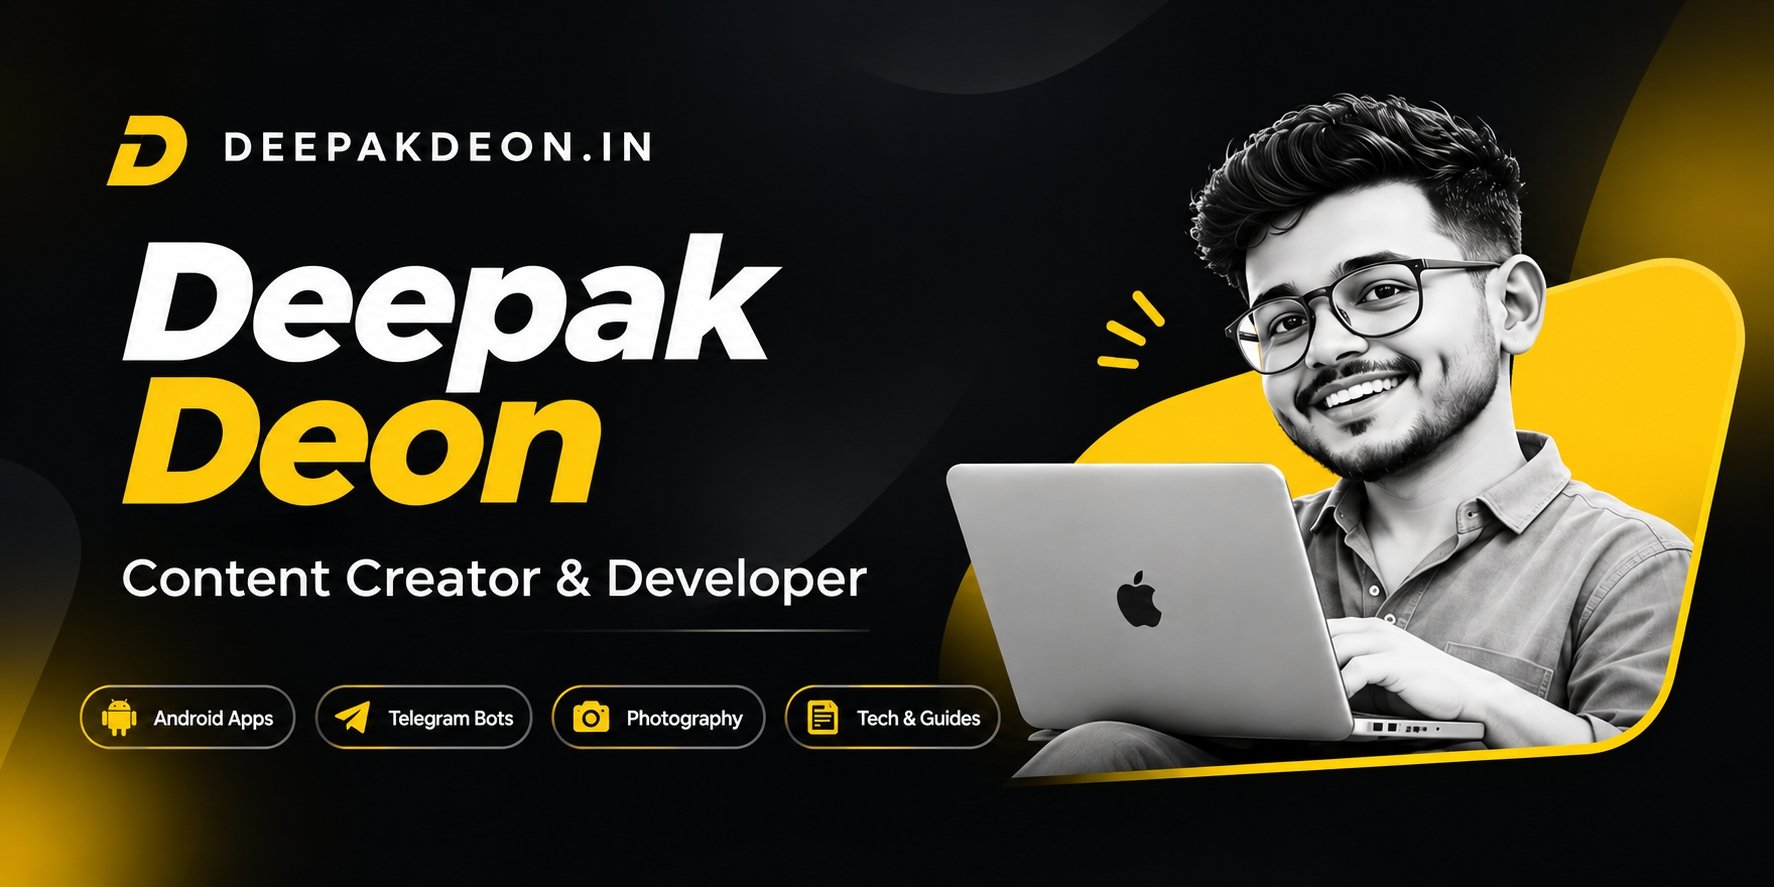 D DEEPAKDEON.IN
Deepak
Deon
Content Creator & Developer
Android Apps
Telegram Bots
Photography
Tech & Guides